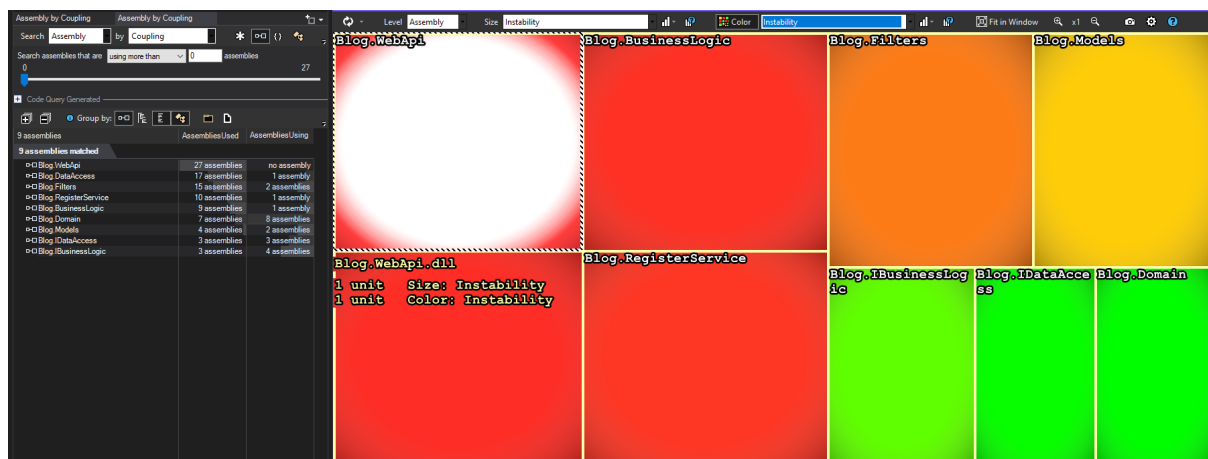 Assembly by Coupling Assembly by Coupling
Search Assembly by Coupling
Search assemblies that are using more than 0 assemblies
0 27
Code Query Generated
Group by:
9 assemblies AssembliesUsed AssembliesUsing
9 assemblies matched
Blog.WebApi 27 assemblies no assembly
Blog.DataAccess 17 assemblies 1 assembly
Blog.Filters 15 assemblies 2 assemblies
Blog.RegisterService 10 assemblies 1 assembly
Blog.BusinessLogic 9 assemblies 1 assembly
Blog.Domain 7 assemblies 8 assemblies
Blog.Models 4 assemblies 2 assemblies
Blog.IDataAccess 3 assemblies 3 assemblies
Blog.IBusinessLogic 3 assemblies 4 assemblies
Level Assembly Size Instability Color Instability Fit in Window x1
Blog.WebApi Blog.BusinessLogic Blog.Filters Blog.Models
Blog.WebApi.dll
1 unit Size: Instability
1 unit Color: Instability
Blog.RegisterService
Blog.IBusinessLog
ic
Blog.IDataAcce
ss
Blog.Domain